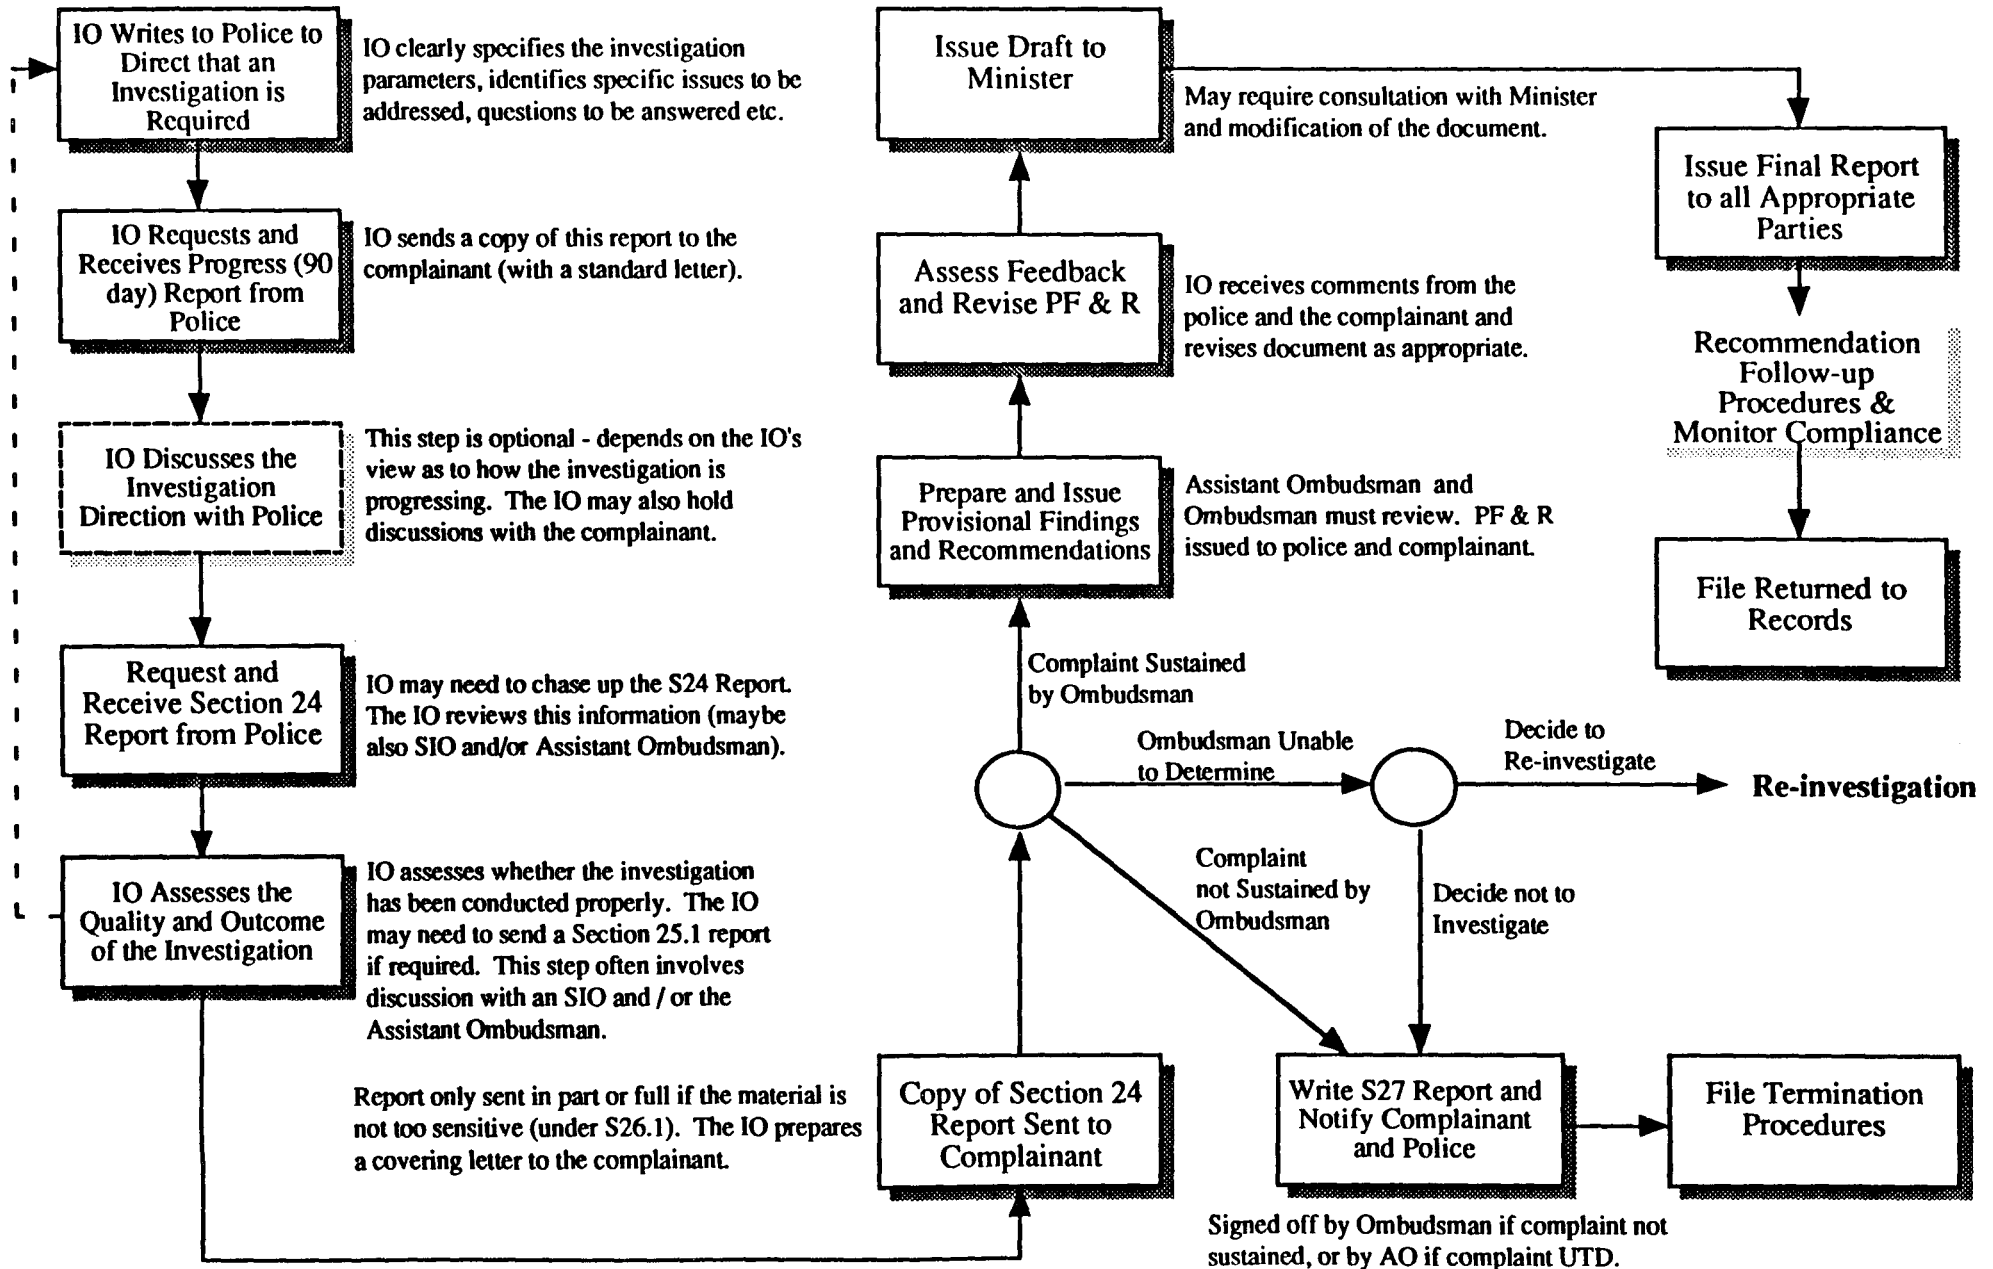 IO Writes to Police to
Direct that an
Investigation is
Required
IO clearly specifies the investigation
parameters, identifies specific issues to be
addressed, questions to be answered etc.
IO Requests and
Receives Progress (90
day) Report from
Police
IO sends a copy of this report to the
complainant (with a standard letter).
IO Discusses the
Investigation
Direction with Police
This step is optional - depends on the IO's
view as to how the investigation is
progressing. The IO may also hold
discussions with the complainant.
Request and
Receive Section 24
Report from Police
IO may need to chase up the S24 Report.
The IO reviews this information (maybe
also SIO and/or Assistant Ombudsman).
IO Assesses the
Quality and Outcome
of the Investigation
IO assesses whether the investigation
has been conducted properly. The IO
may need to send a Section 25.1 report
if required. This step often involves
discussion with an SIO and / or the
Assistant Ombudsman.
Report only sent in part or full if the material is
not too sensitive (under S26.1). The IO prepares
a covering letter to the complainant.
Copy of Section 24
Report Sent to
Complainant
Complaint Sustained
by Ombudsman
Ombudsman Unable
to Determine
Decide to
Re-investigate
Re-investigation
Complaint
not Sustained by
Ombudsman
Decide not to
Investigate
Write S27 Report and
Notify Complainant
and Police
Signed off by Ombudsman if complaint not
sustained, or by AO if complaint UTD.
File Termination
Procedures
Prepare and Issue
Provisional Findings
and Recommendations
Assistant Ombudsman and
Ombudsman must review. PF & R
issued to police and complainant.
Assess Feedback
and Revise PF & R
IO receives comments from the
police and the complainant and
revises document as appropriate.
Issue Draft to
Minister
May require consultation with Minister
and modification of the document.
Issue Final Report
to all Appropriate
Parties
Recommendation
Follow-up
Procedures &
Monitor Compliance
File Returned to
Records